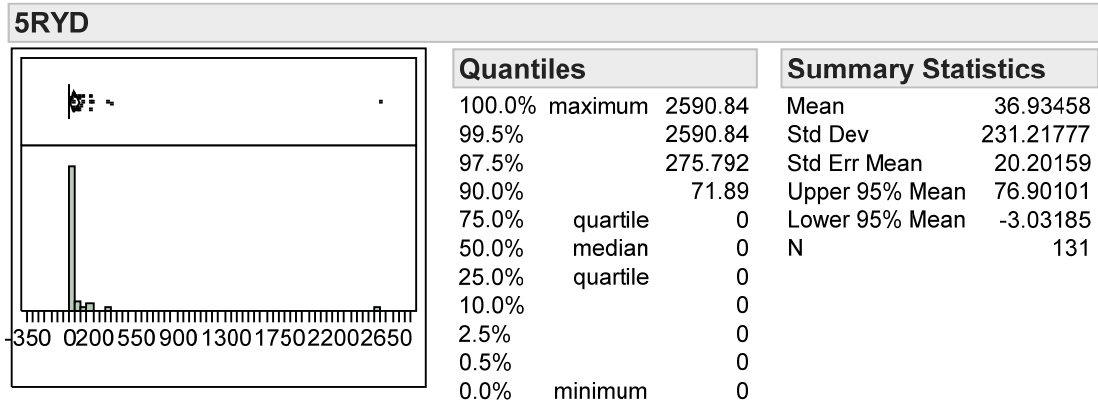 5RYD
-350 0 200 550 900 1300 1750 2200 2650
Quantiles
100.0% maximum 2590.84
99.5% 2590.84
97.5% 275.792
90.0% 71.89
75.0% quartile 0
50.0% median 0
25.0% quartile 0
10.0% 0
2.5% 0
0.5% 0
0.0% minimum 0
Summary Statistics
Mean 36.93458
Std Dev 231.21777
Std Err Mean 20.20159
Upper 95% Mean 76.90101
Lower 95% Mean -3.03185
N 131